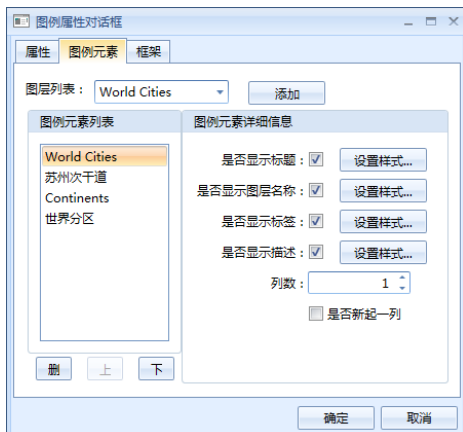 图例属性对话框
属性 图例元素 框架
图层列表： World Cities 添加
图例元素列表
World Cities
苏州次干道
Continents
世界分区
删 上 下
图例元素详细信息
是否显示标题： 设置样式...
是否显示图层名称： 设置样式...
是否显示标签： 设置样式...
是否显示描述： 设置样式...
列数： 1
是否新起一列
确定 取消